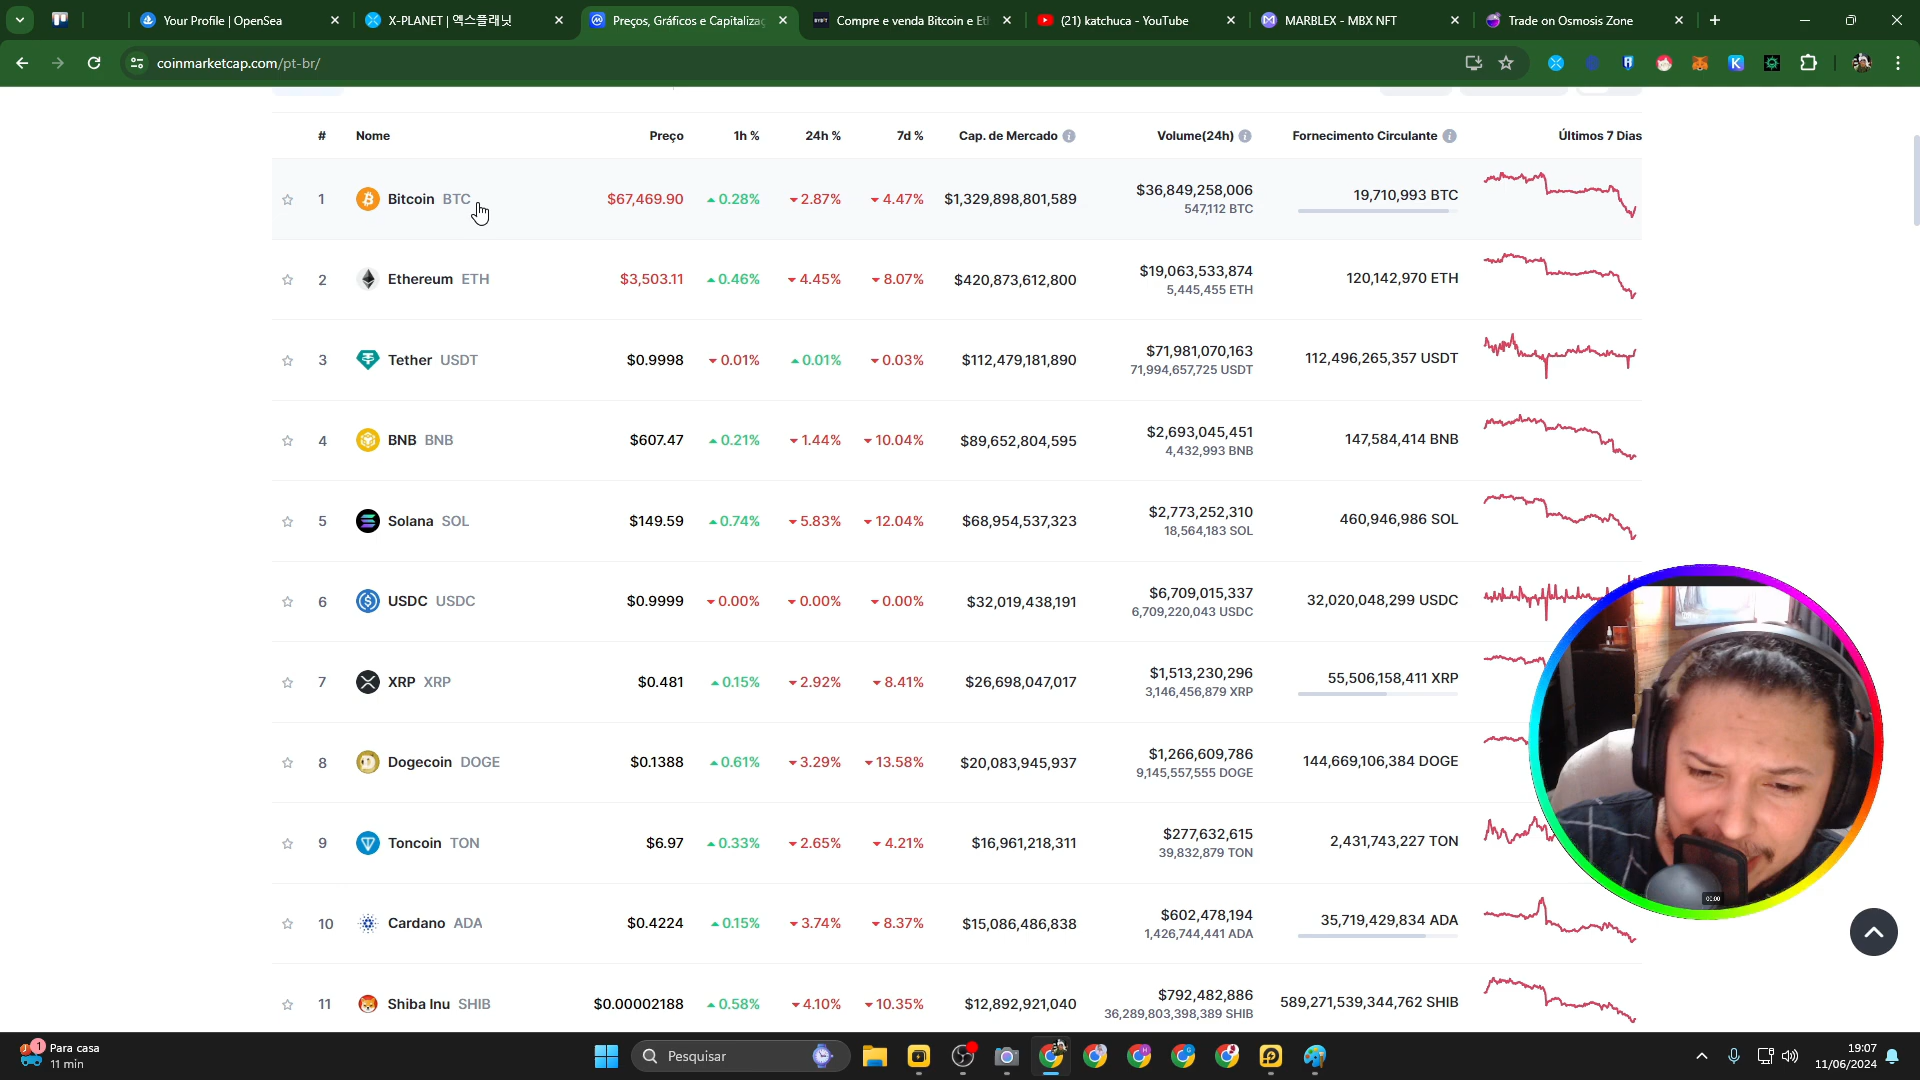 Your Profile | OpenSea
X-PLANET | 엑스플래닛
Preços, Gráficos e Capitalizaç
Compre e venda Bitcoin e Eth
(21) katchuca - YouTube
MARBLEX - MBX NFT
Trade on Osmosis Zone
coinmarketcap.com/pt-br/
# Nome Preço 1h % 24h % 7d % Cap. de Mercado Volume(24h) Fornecimento Circulante Últimos 7 Dias
1 Bitcoin BTC $67,469.90 0.28% 2.87% 4.47% $1,329,898,801,589 $36,849,258,006 19,710,993 BTC
547,112 BTC
2 Ethereum ETH $3,503.11 0.46% 4.45% 8.07% $420,873,612,800 $19,063,533,874 120,142,970 ETH
5,445,455 ETH
3 Tether USDT $0.9998 0.01% 0.01% 0.03% $112,479,181,890 $71,981,070,163 112,496,265,357 USDT
71,994,657,725 USDT
4 BNB BNB $607.47 0.21% 1.44% 10.04% $89,652,804,595 $2,693,045,451 147,584,414 BNB
4,432,993 BNB
5 Solana SOL $149.59 0.74% 5.83% 12.04% $68,954,537,323 $2,773,252,310 460,946,986 SOL
18,564,183 SOL
6 USDC USDC $0.9999 0.00% 0.00% 0.00% $32,019,438,191 $6,709,015,337 32,020,048,299 USDC
6,709,220,043 USDC
7 XRP XRP $0.481 0.15% 2.92% 8.41% $26,698,047,017 $1,513,230,296 55,506,158,411 XRP
3,146,456,879 XRP
8 Dogecoin DOGE $0.1388 0.61% 3.29% 13.58% $20,083,945,937 $1,266,609,786 144,669,106,384 DOGE
9,145,557,555 DOGE
9 Toncoin TON $6.97 0.33% 2.65% 4.21% $16,961,218,311 $277,632,615 2,431,743,227 TON
39,832,879 TON
10 Cardano ADA $0.4224 0.15% 3.74% 8.37% $15,086,486,838 $602,478,194 35,719,429,834 ADA
1,426,744,441 ADA
11 Shiba Inu SHIB $0.00002188 0.58% 4.10% 10.35% $12,892,921,040 $792,482,886 589,271,539,344,762 SHIB
36,289,803,398,389 SHIB
00:00
1
Para casa
11 min
Pesquisar
19:07
11/06/2024